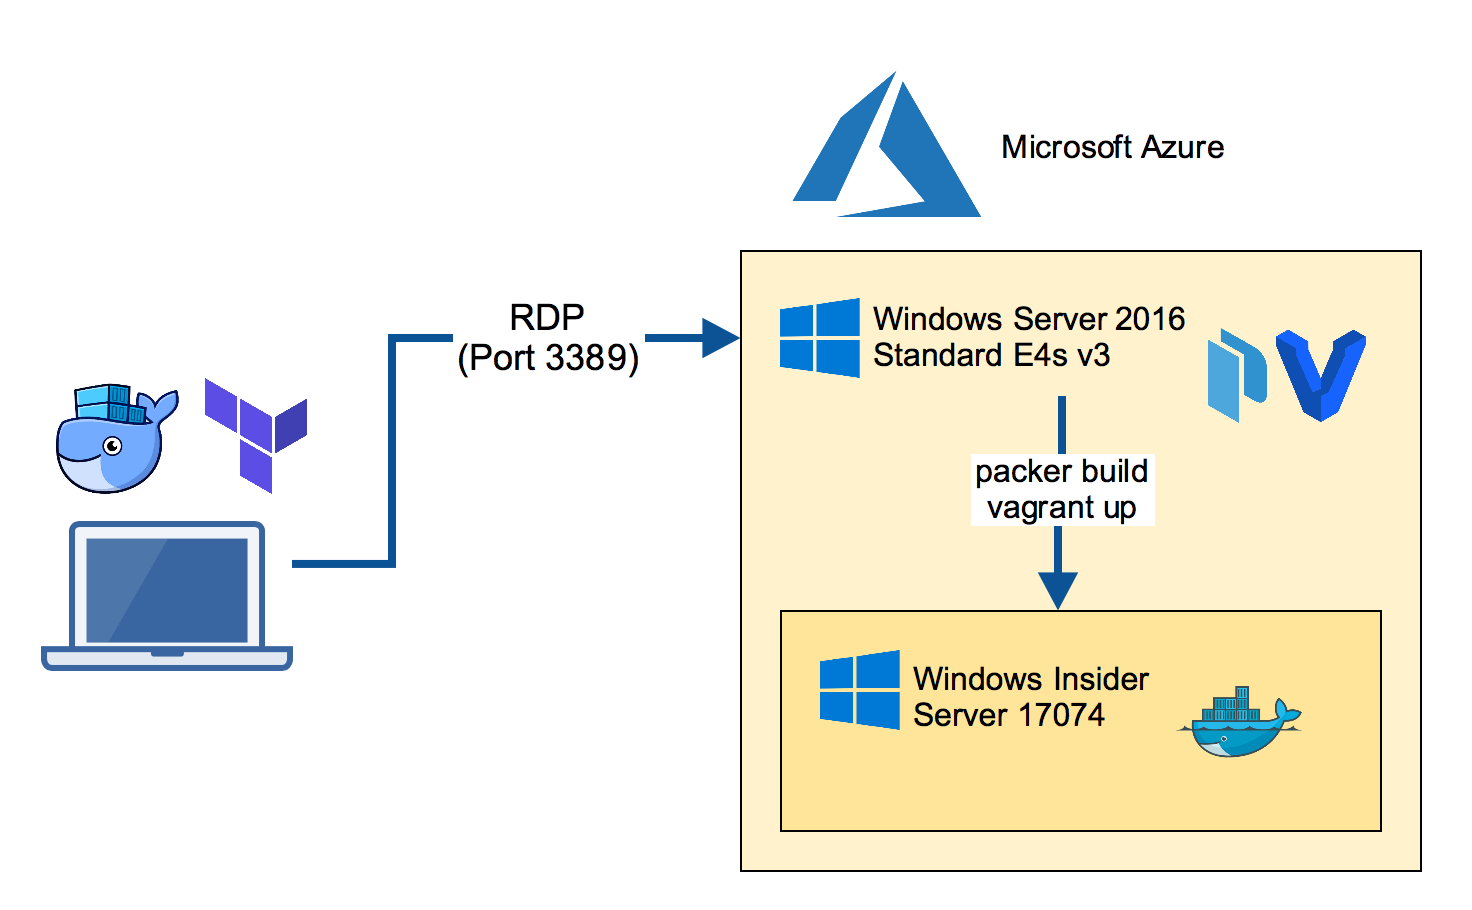 Microsoft Azure
RDP
(Port 3389)
Windows Server 2016
Standard E4s v3
packer build
vagrant up
Windows Insider
Server 17074